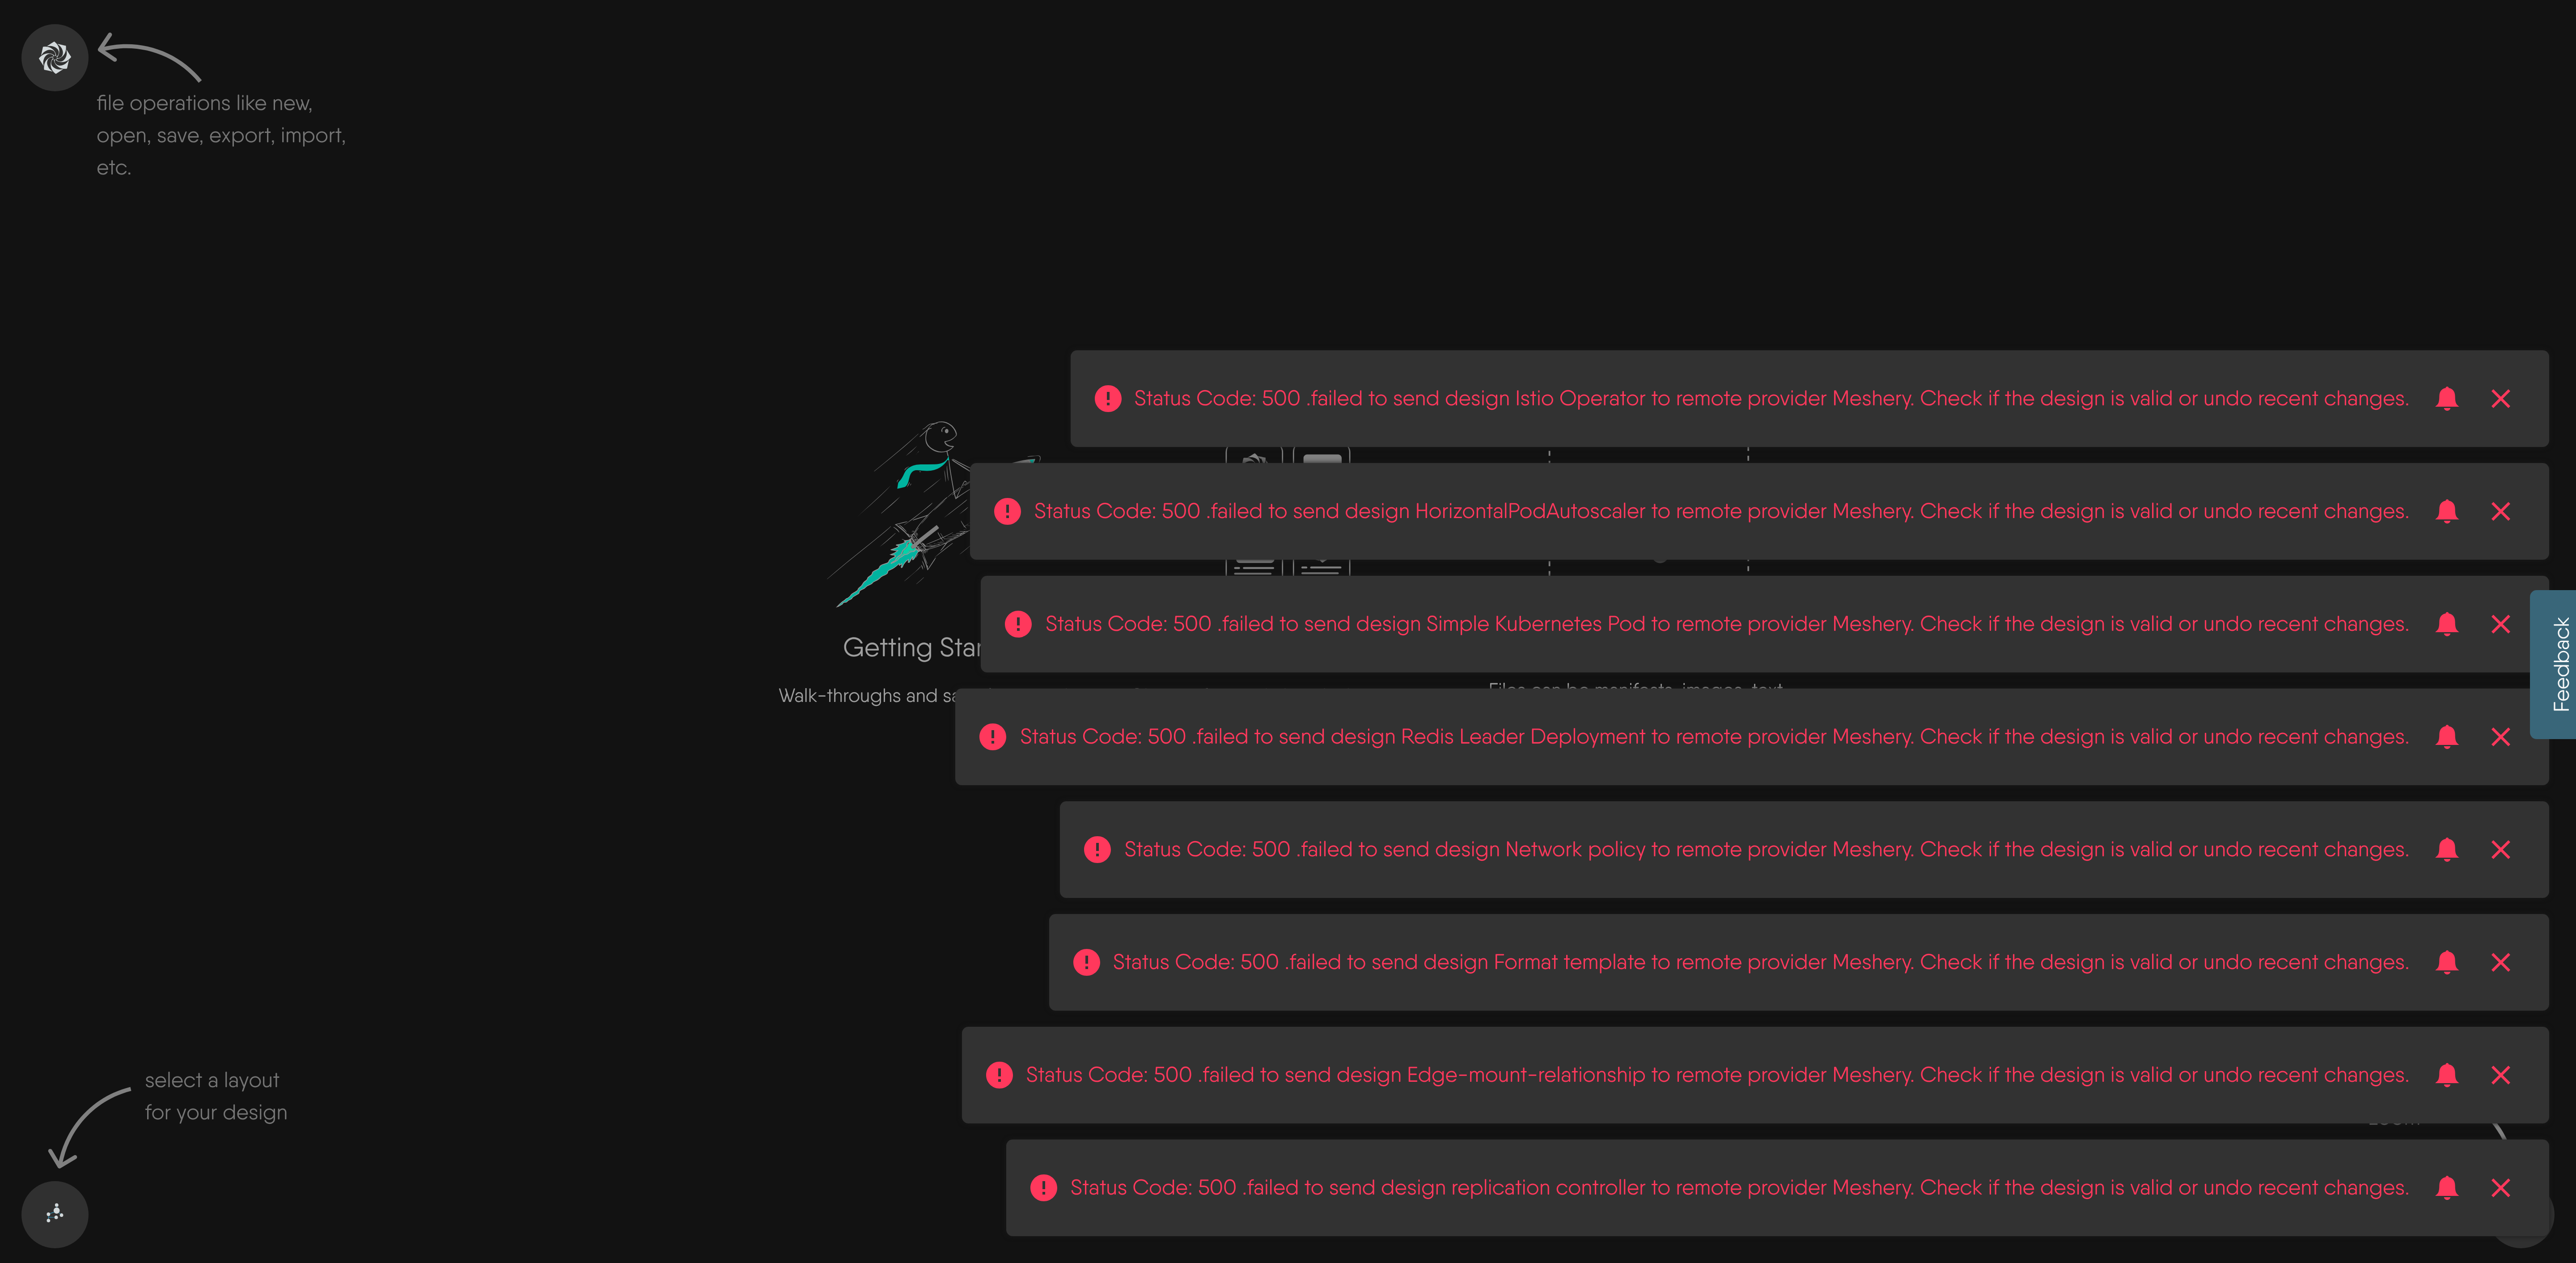 file operations like new,
open, save, export, import,
etc.
Status Code: 500 .failed to send design Istio Operator to remote provider Meshery. Check if the design is valid or undo recent changes.
Status Code: 500 .failed to send design HorizontalPodAutoscaler to remote provider Meshery. Check if the design is valid or undo recent changes.
Status Code: 500 .failed to send design Simple Kubernetes Pod to remote provider Meshery. Check if the design is valid or undo recent changes.
Feedback
Getting
Walk-throughs and
Files can be manifests, images, text
Status Code: 500 .failed to send design Redis Leader Deployment to remote provider Meshery. Check if the design is valid or undo recent changes.
Status Code: 500 .failed to send design Network policy to remote provider Meshery. Check if the design is valid or undo recent changes.
Status Code: 500 .failed to send design Format template to remote provider Meshery. Check if the design is valid or undo recent changes.
Status Code: 500 .failed to send design Edge-mount-relationship to remote provider Meshery. Check if the design is valid or undo recent changes.
select a layout
for your design
Status Code: 500 .failed to send design replication controller to remote provider Meshery. Check if the design is valid or undo recent changes.